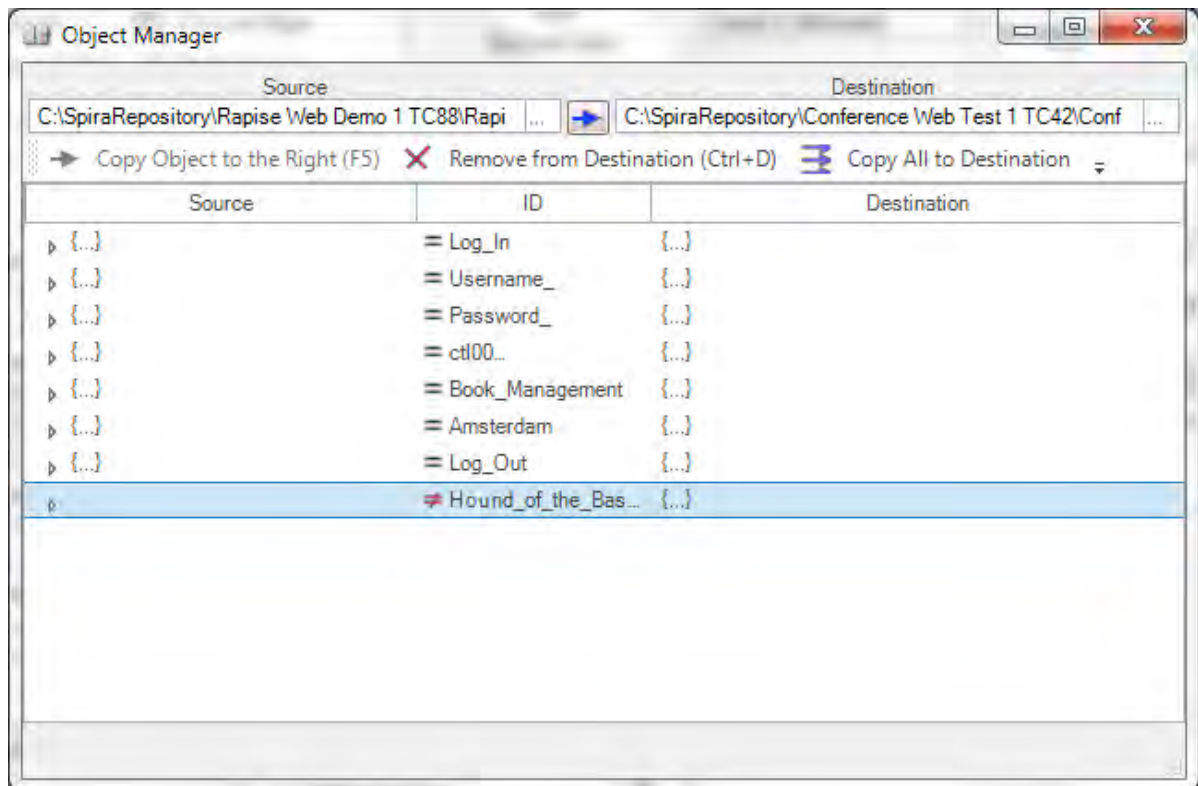 Object Manager
Source Destination
C:\SpiraRepository\Rapise Web Demo 1 TC88\Rapi ... C:\SpiraRepository\Conference Web Test 1 TC42\Conf ...
Copy Object to the Right (F5) Remove from Destination (Ctrl+D) Copy All to Destination
Source ID Destination
{...} = Log_In {...}
{...} = Username_ {...}
{...} = Password_ {...}
{...} = ctl00... {...}
{...} = Book_Management {...}
{...} = Amsterdam {...}
{...} = Log_Out {...}
≠ Hound_of_the_Bas... {...}